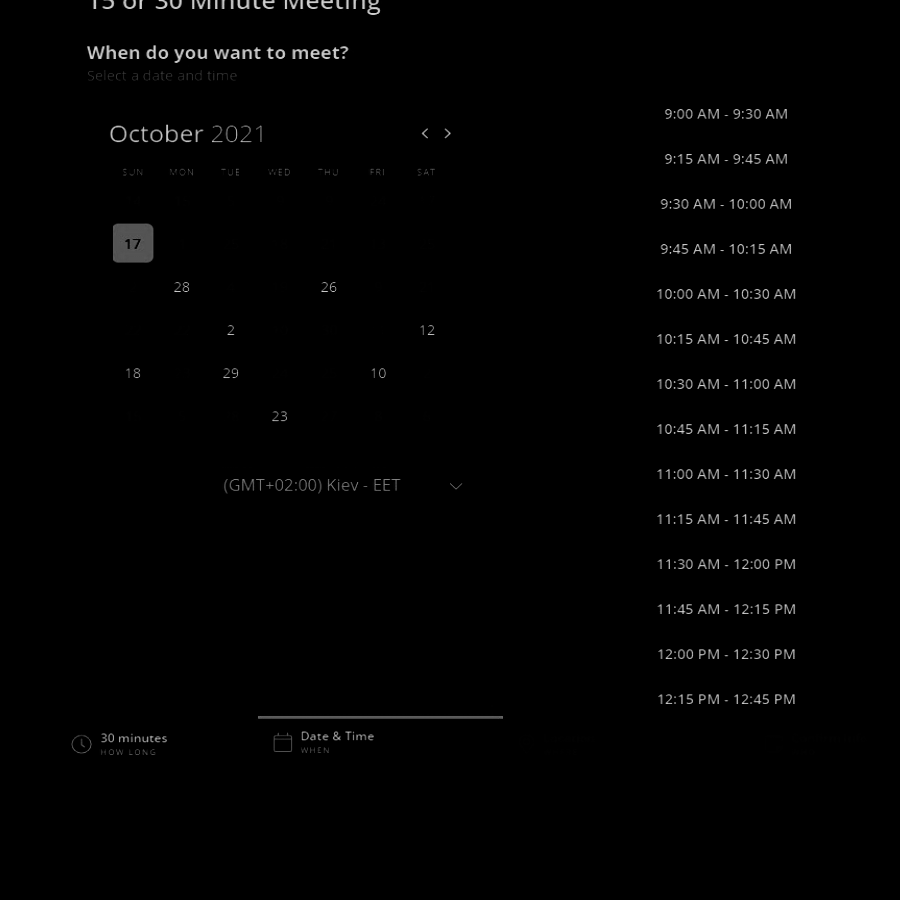 15 or 30 Minute Meeting
When do you want to meet?
Select a date and time
October 2021
SUN MON TUE WED THU FRI SAT
17
28 26
2 12
18 29 10
23
(GMT+02:00) Kiev - EET
9:00 AM - 9:30 AM
9:15 AM - 9:45 AM
9:30 AM - 10:00 AM
9:45 AM - 10:15 AM
10:00 AM - 10:30 AM
10:15 AM - 10:45 AM
10:30 AM - 11:00 AM
10:45 AM - 11:15 AM
11:00 AM - 11:30 AM
11:15 AM - 11:45 AM
11:30 AM - 12:00 PM
11:45 AM - 12:15 PM
12:00 PM - 12:30 PM
12:15 PM - 12:45 PM
30 minutes
HOW LONG
Date & Time
WHEN